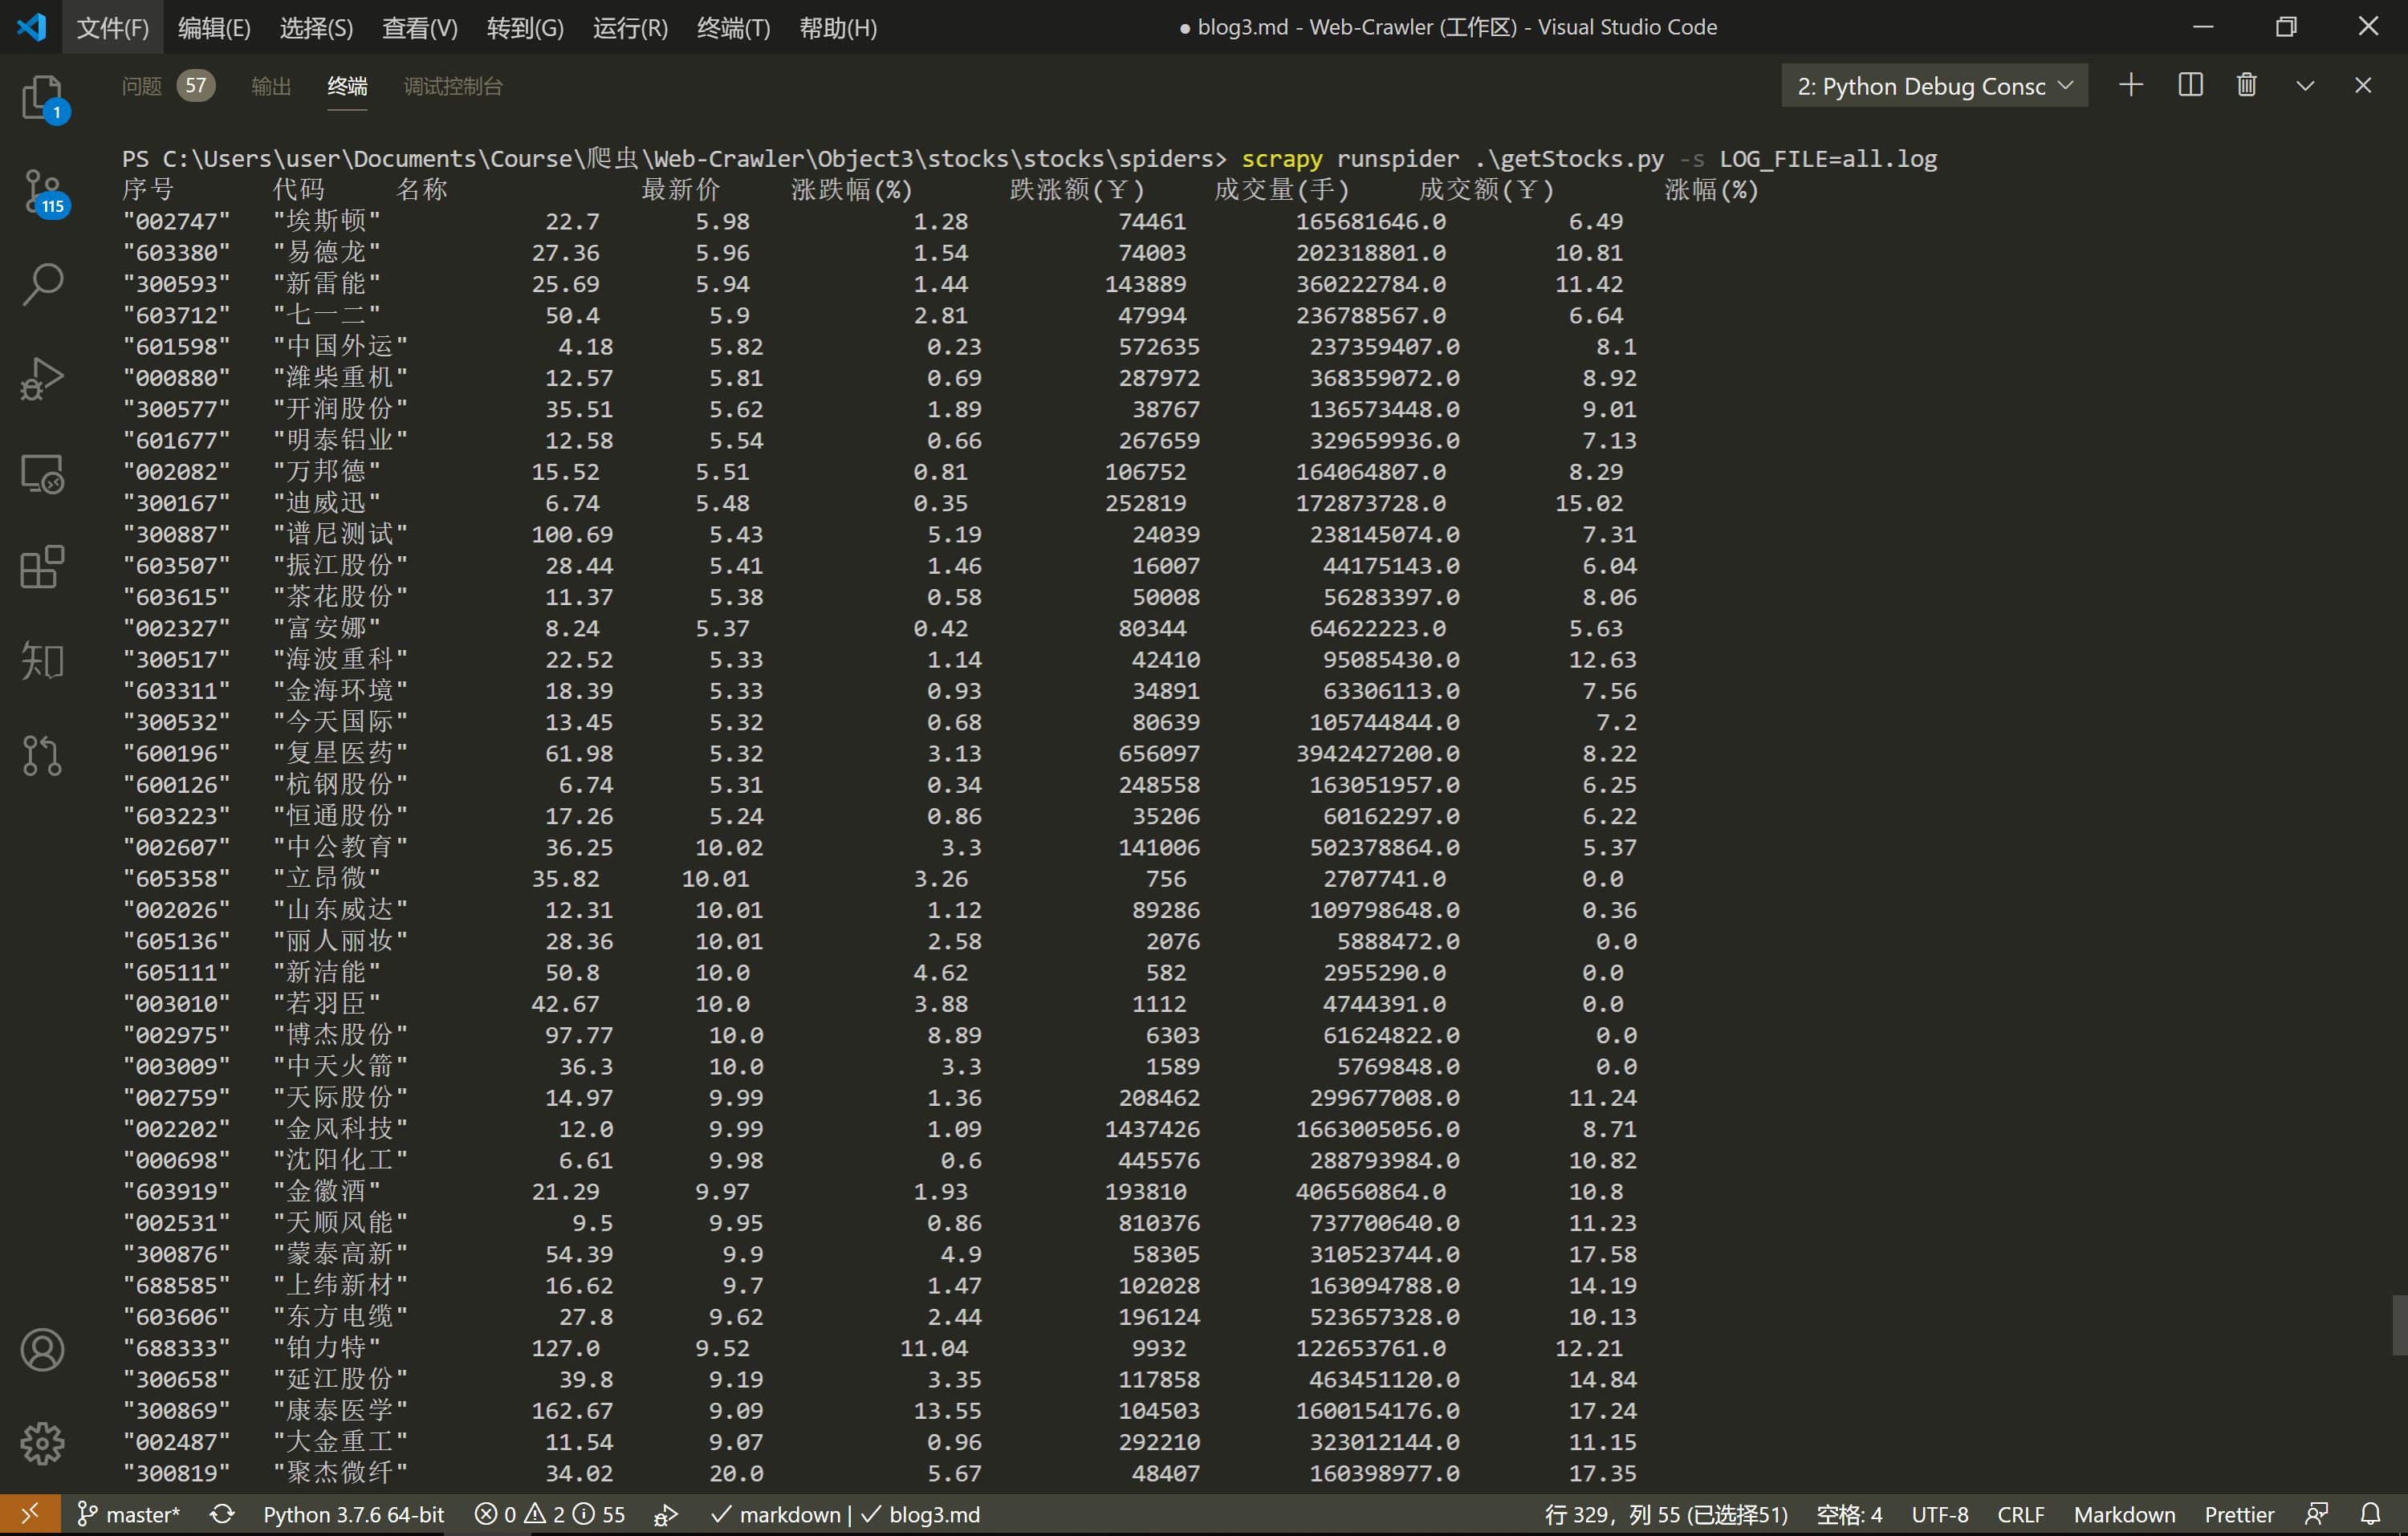 文件(F) 编辑(E) 选择(S) 查看(V) 转到(G) 运行(R) 终端(T) 帮助(H) ● blog3.md - Web-Crawler (工作区) - Visual Studio Code
问题 57 输出 终端 调试控制台 2: Python Debug Consc
1
115
知
PS C:\Users\user\Documents\Course\爬虫\Web-Crawler\Object3\stocks\stocks\spiders> scrapy runspider .\getStocks.py -s LOG_FILE=all.log
序号 代码 名称 最新价 涨跌幅(%) 跌涨额(￥) 成交量(手) 成交额(￥) 涨幅(%)
"002747" "埃斯顿" 22.7 5.98 1.28 74461 165681646.0 6.49
"603380" "易德龙" 27.36 5.96 1.54 74003 202318801.0 10.81
"300593" "新雷能" 25.69 5.94 1.44 143889 360222784.0 11.42
"603712" "七一二" 50.4 5.9 2.81 47994 236788567.0 6.64
"601598" "中国外运" 4.18 5.82 0.23 572635 237359407.0 8.1
"000880" "潍柴重机" 12.57 5.81 0.69 287972 368359072.0 8.92
"300577" "开润股份" 35.51 5.62 1.89 38767 136573448.0 9.01
"601677" "明泰铝业" 12.58 5.54 0.66 267659 329659936.0 7.13
"002082" "万邦德" 15.52 5.51 0.81 106752 164064807.0 8.29
"300167" "迪威迅" 6.74 5.48 0.35 252819 172873728.0 15.02
"300887" "谱尼测试" 100.69 5.43 5.19 24039 238145074.0 7.31
"603507" "振江股份" 28.44 5.41 1.46 16007 44175143.0 6.04
"603615" "茶花股份" 11.37 5.38 0.58 50008 56283397.0 8.06
"002327" "富安娜" 8.24 5.37 0.42 80344 64622223.0 5.63
"300517" "海波重科" 22.52 5.33 1.14 42410 95085430.0 12.63
"603311" "金海环境" 18.39 5.33 0.93 34891 63306113.0 7.56
"300532" "今天国际" 13.45 5.32 0.68 80639 105744844.0 7.2
"600196" "复星医药" 61.98 5.32 3.13 656097 3942427200.0 8.22
"600126" "杭钢股份" 6.74 5.31 0.34 248558 163051957.0 6.25
"603223" "恒通股份" 17.26 5.24 0.86 35206 60162297.0 6.22
"002607" "中公教育" 36.25 10.02 3.3 141006 502378864.0 5.37
"605358" "立昂微" 35.82 10.01 3.26 756 2707741.0 0.0
"002026" "山东威达" 12.31 10.01 1.12 89286 109798648.0 0.36
"605136" "丽人丽妆" 28.36 10.01 2.58 2076 5888472.0 0.0
"605111" "新洁能" 50.8 10.0 4.62 582 2955290.0 0.0
"003010" "若羽臣" 42.67 10.0 3.88 1112 4744391.0 0.0
"002975" "博杰股份" 97.77 10.0 8.89 6303 61624822.0 0.0
"003009" "中天火箭" 36.3 10.0 3.3 1589 5769848.0 0.0
"002759" "天际股份" 14.97 9.99 1.36 208462 299677008.0 11.24
"002202" "金风科技" 12.0 9.99 1.09 1437426 1663005056.0 8.71
"000698" "沈阳化工" 6.61 9.98 0.6 445576 288793984.0 10.82
"603919" "金徽酒" 21.29 9.97 1.93 193810 406560864.0 10.8
"002531" "天顺风能" 9.5 9.95 0.86 810376 737700640.0 11.23
"300876" "蒙泰高新" 54.39 9.9 4.9 58305 310523744.0 17.58
"688585" "上纬新材" 16.62 9.7 1.47 102028 163094788.0 14.19
"603606" "东方电缆" 27.8 9.62 2.44 196124 523657328.0 10.13
"688333" "铂力特" 127.0 9.52 11.04 9932 122653761.0 12.21
"300658" "延江股份" 39.8 9.19 3.35 117858 463451120.0 14.84
"300869" "康泰医学" 162.67 9.09 13.55 104503 1600154176.0 17.24
"002487" "大金重工" 11.54 9.07 0.96 292210 323012144.0 11.15
"300819" "聚杰微纤" 34.02 20.0 5.67 48407 160398977.0 17.35
master* Python 3.7.6 64-bit 0 2 55 markdown | blog3.md 行 329，列 55 (已选择51) 空格: 4 UTF-8 CRLF Markdown Prettier